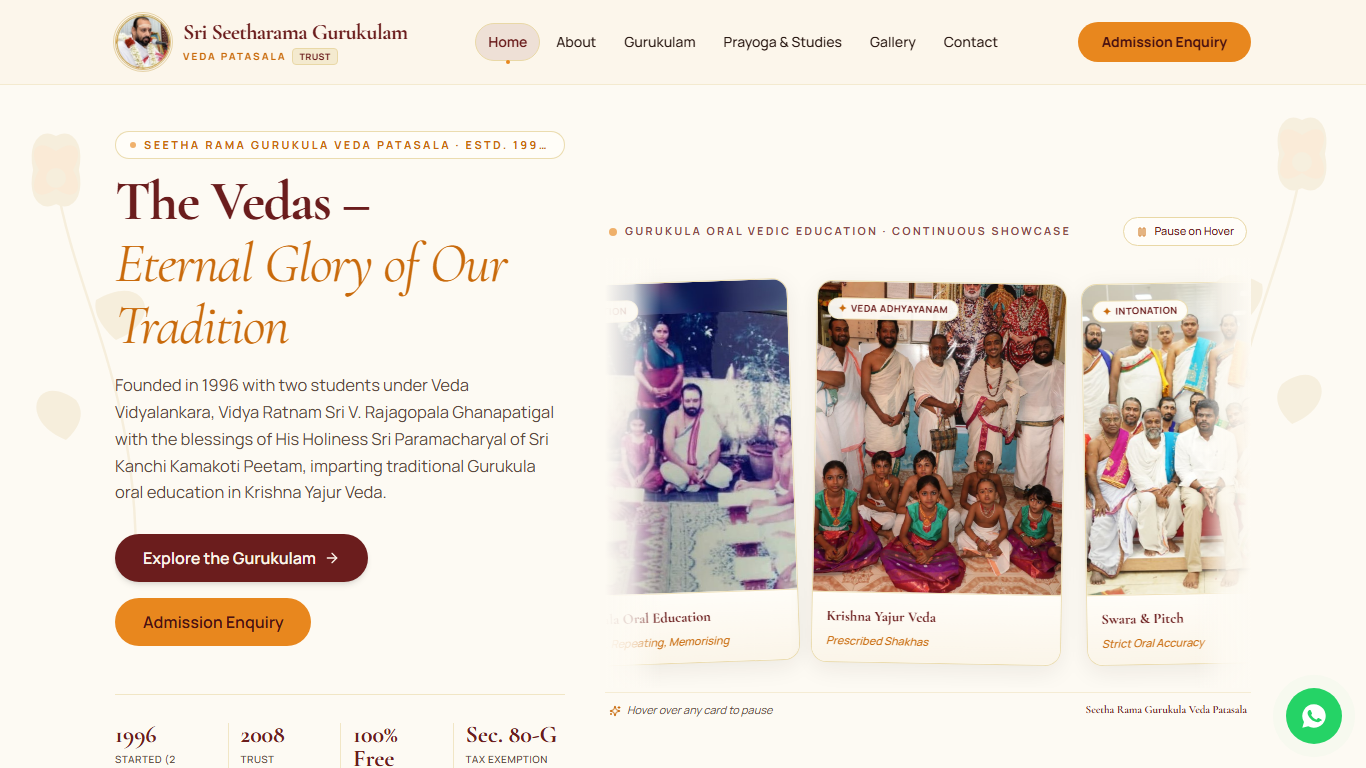 Sri Seetharama Gurukulam
VEDA PATASALA TRUST
Home About Gurukulam Prayoga & Studies Gallery Contact
Admission Enquiry
SEETHA RAMA GURUKULA VEDA PATASALA · ESTD. 199…
The Vedas –
Eternal Glory of Our
Tradition
Founded in 1996 with two students under Veda
Vidyalankara, Vidya Ratnam Sri V. Rajagopala Ghanapatigal
with the blessings of His Holiness Sri Paramacharyal of Sri
Kanchi Kamakoti Peetam, imparting traditional Gurukula
oral education in Krishna Yajur Veda.
Explore the Gurukulam →
Admission Enquiry
1996
STARTED (2
2008
TRUST
100%
Free
Sec. 80-G
TAX EXEMPTION
GURUKULA ORAL VEDIC EDUCATION · CONTINUOUS SHOWCASE
Pause on Hover
Oral Education
Repeating, Memorising
VEDA ADHYAYANAM
Krishna Yajur Veda
Prescribed Shakhas
INTONATION
Swara & Pitch
Strict Oral Accuracy
Hover over any card to pause
Seetha Rama Gurukula Veda Patasala